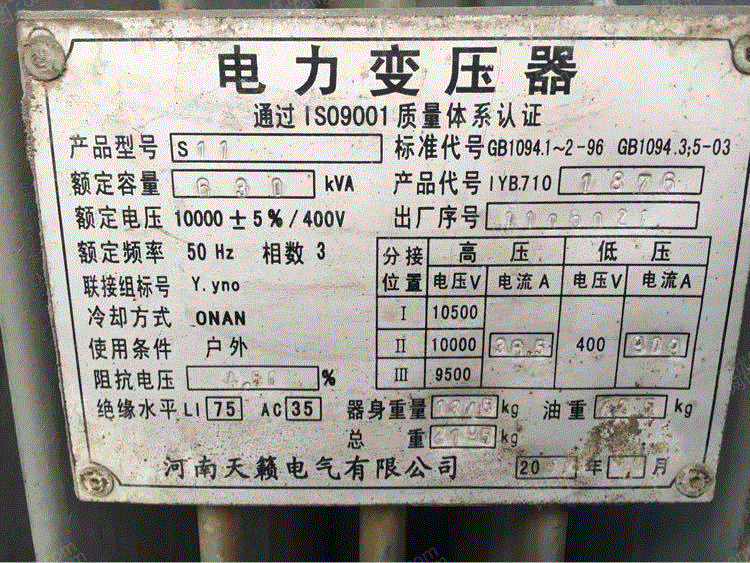 电力变压器
通过ISO9001质量体系认证
产品型号 S11 标准代号 GB1094.1~2-96 GB1094.3;5-03
额定容量 630 kVA 产品代号 1YB.710 1876
额定电压 10000±5%/400V 出厂序号
额定频率 50 Hz 相数 3
分接位置 高压 低压
联接组标号 Y.yno
电压V 电流A 电压V 电流A
冷却方式 ONAN
I 10500
使用条件 户外
II 10000 36.5 400
III 9500
阻抗电压 %
绝缘水平 LI 75 AC 35 器身重量 kg 油重 kg
总重 kg
河南天籁电气有限公司 20 年 月